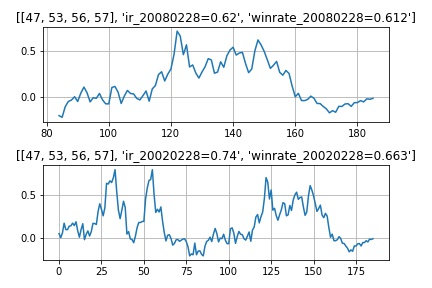 [[47, 53, 56, 57], 'ir_20080228=0.62', 'winrate_20080228=0.612']
0.5
0.0
80 100 120 140 160 180
[[47, 53, 56, 57], 'ir_20020228=0.74', 'winrate_20020228=0.663']
0.5
0.0
0 25 50 75 100 125 150 175